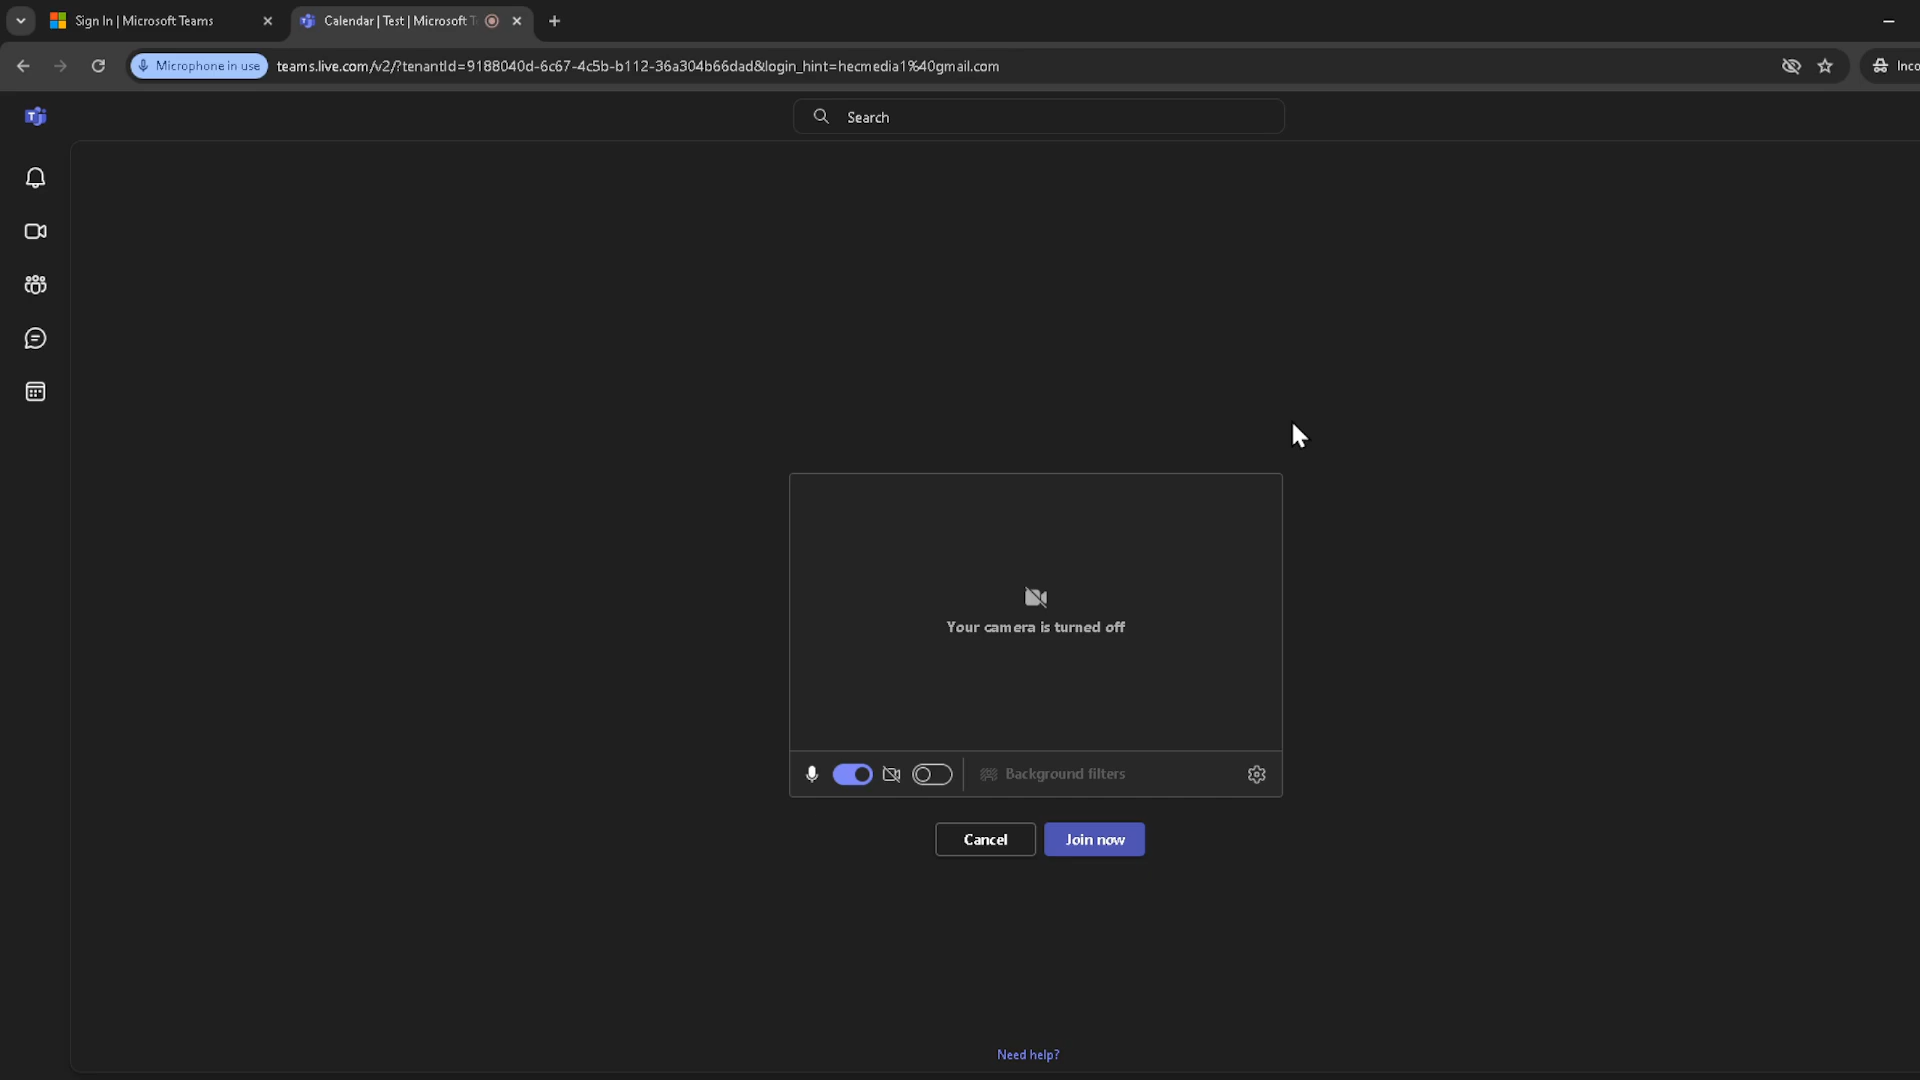 Sign In | Microsoft Teams
Calendar | Test | Microsoft T
Microphone in use
teams.live.com/v2/?tenantId=9188040d-6c67-4c5b-b112-36a304b66dad&login_hint=hecmedia1%40gmail.com
Inco
Search
Your camera is turned off
Background filters
Cancel
Join now
Need help?